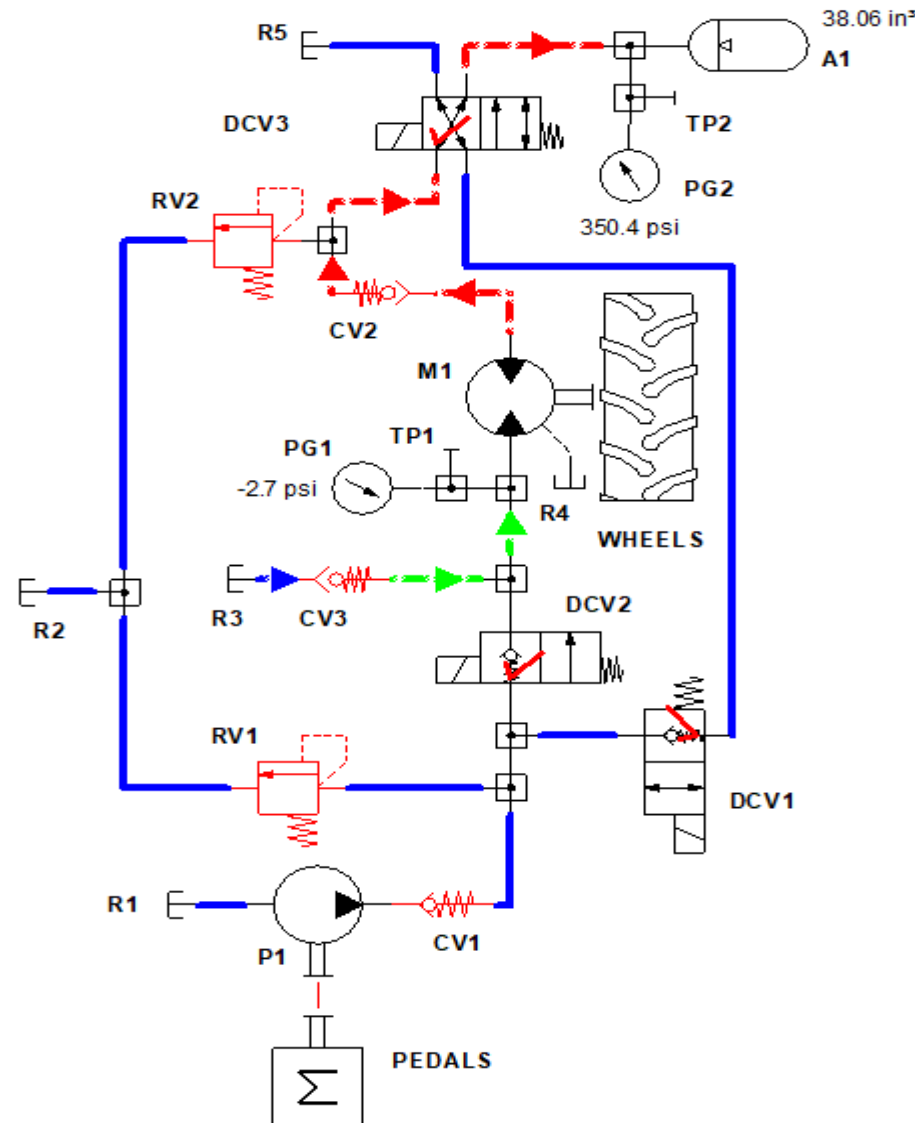 38.06 in³
R5
A1
DCV3
TP2
RV2
PG2
350.4 psi
CV2
M1
TP1
PG1
-2.7 psi
R4
WHEELS
R3
CV3
DCV2
R2
RV1
DCV1
R1
CV1
P1
PEDALS